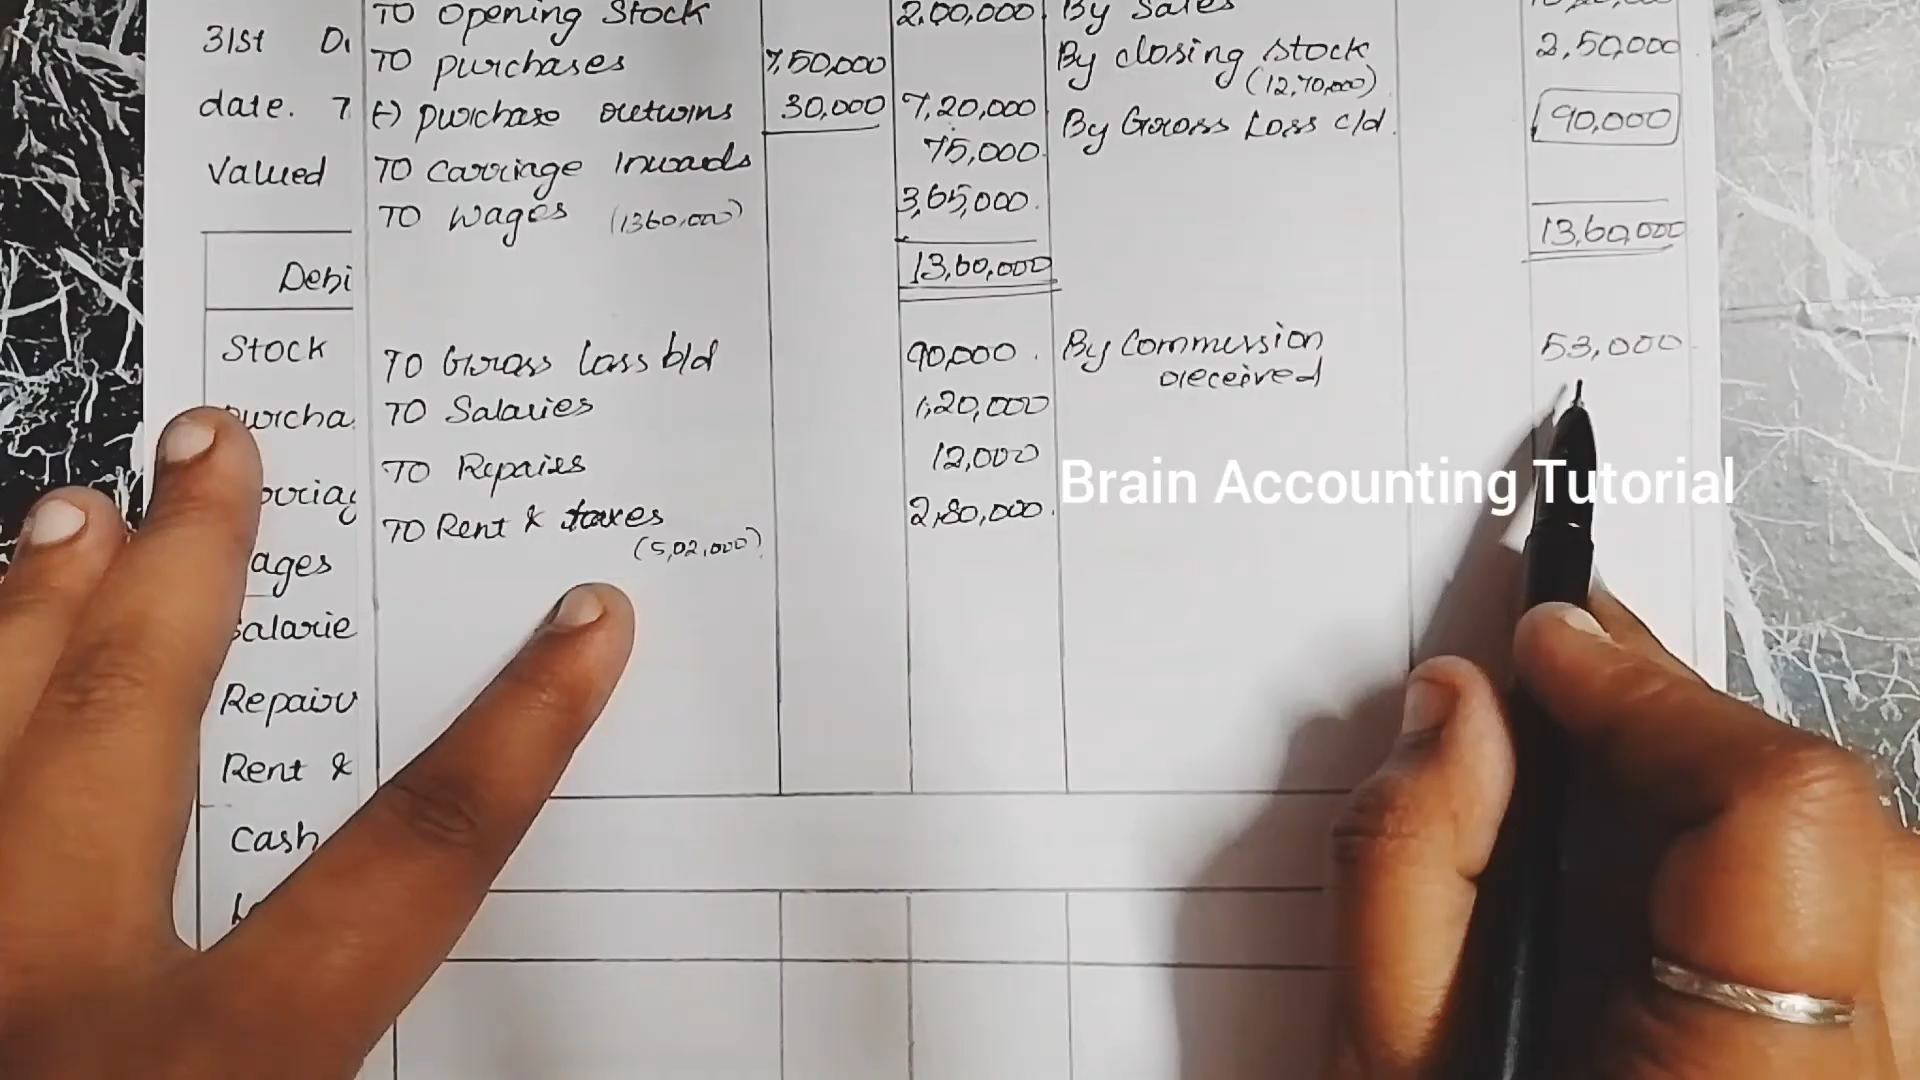 TO Opening Stock 2,00,000 By Sales
31st
TO purchases 7,50,000 By closing stock 2,50,000
(12,70,000)
date. 7 (-) purchase returns 30,000 7,20,000 By Gross Loss c/d. 90,000
Valued TO Carriage Inwards 75,000
TO Wages (1360,000) 3,65,000.
13,60,000 13,60,000
Debi
Stock TO Gross Loss b/d 90,000. By Commission 53,000
received
TO Salaries 1,20,000
TO Repaies 12,000
Brain Accounting Tutorial
TO Rent & taxes 2,80,000.
(5,02,000)
ages
salarie
Repair
Rent &
Cash